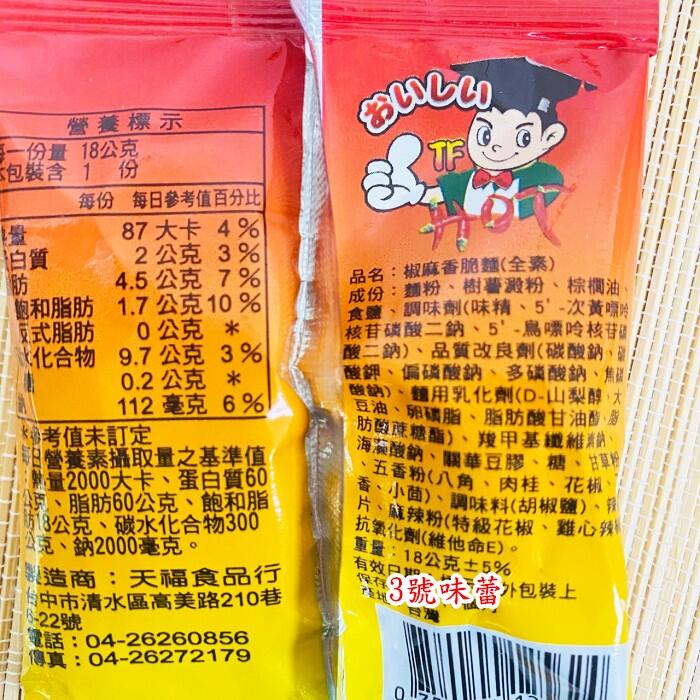 營養標示
每一份量 18公克
本包裝含 1 份
每份 每日參考值百分比
熱量 87 大卡 4%
蛋白質 2 公克 3%
脂肪 4.5 公克 7%
飽和脂肪 1.7 公克 10%
反式脂肪 0 公克 *
碳水化合物 9.7 公克 3%
0.2 公克 *
112 毫克 6%
參考值未訂定
每日營養素攝取量之基準值
熱量2000大卡、蛋白質60
公克、脂肪60公克、飽和脂
肪18公克、碳水化合物300
公克、鈉2000毫克。
製造商：天福食品行
台中市清水區高美路210巷
6-22號
電話：04-26260856
傳真：04-26272179
おいしい
TF
HOT
品名：椒麻香脆麵(全素)
成份：麵粉、樹薯澱粉、棕櫚油、
食鹽、調味劑(味精、5'-次黃嘌呤
核苷磷酸二鈉、5'-鳥嘌呤核苷磷
酸二鈉)、品質改良劑(碳酸鈉、碳
酸鉀、偏磷酸鈉、多磷酸鈉、焦磷
酸鈉)、麵用乳化劑(D-山梨醇、大
豆油、卵磷脂、脂肪酸甘油酯、脂
肪酸蔗糖酯)、羧甲基纖維素鈉、
海藻酸鈉、關華豆膠、糖、甘草粉
、五香粉(八角、肉桂、花椒、
香、小茴)、調味料(胡椒鹽)、辣
片、麻辣粉(特級花椒、雞心辣椒
抗氧化劑(維他命E)。
重量：18公克±5%
有效日期 外包裝上
保存
產地 台灣
3號味蕾